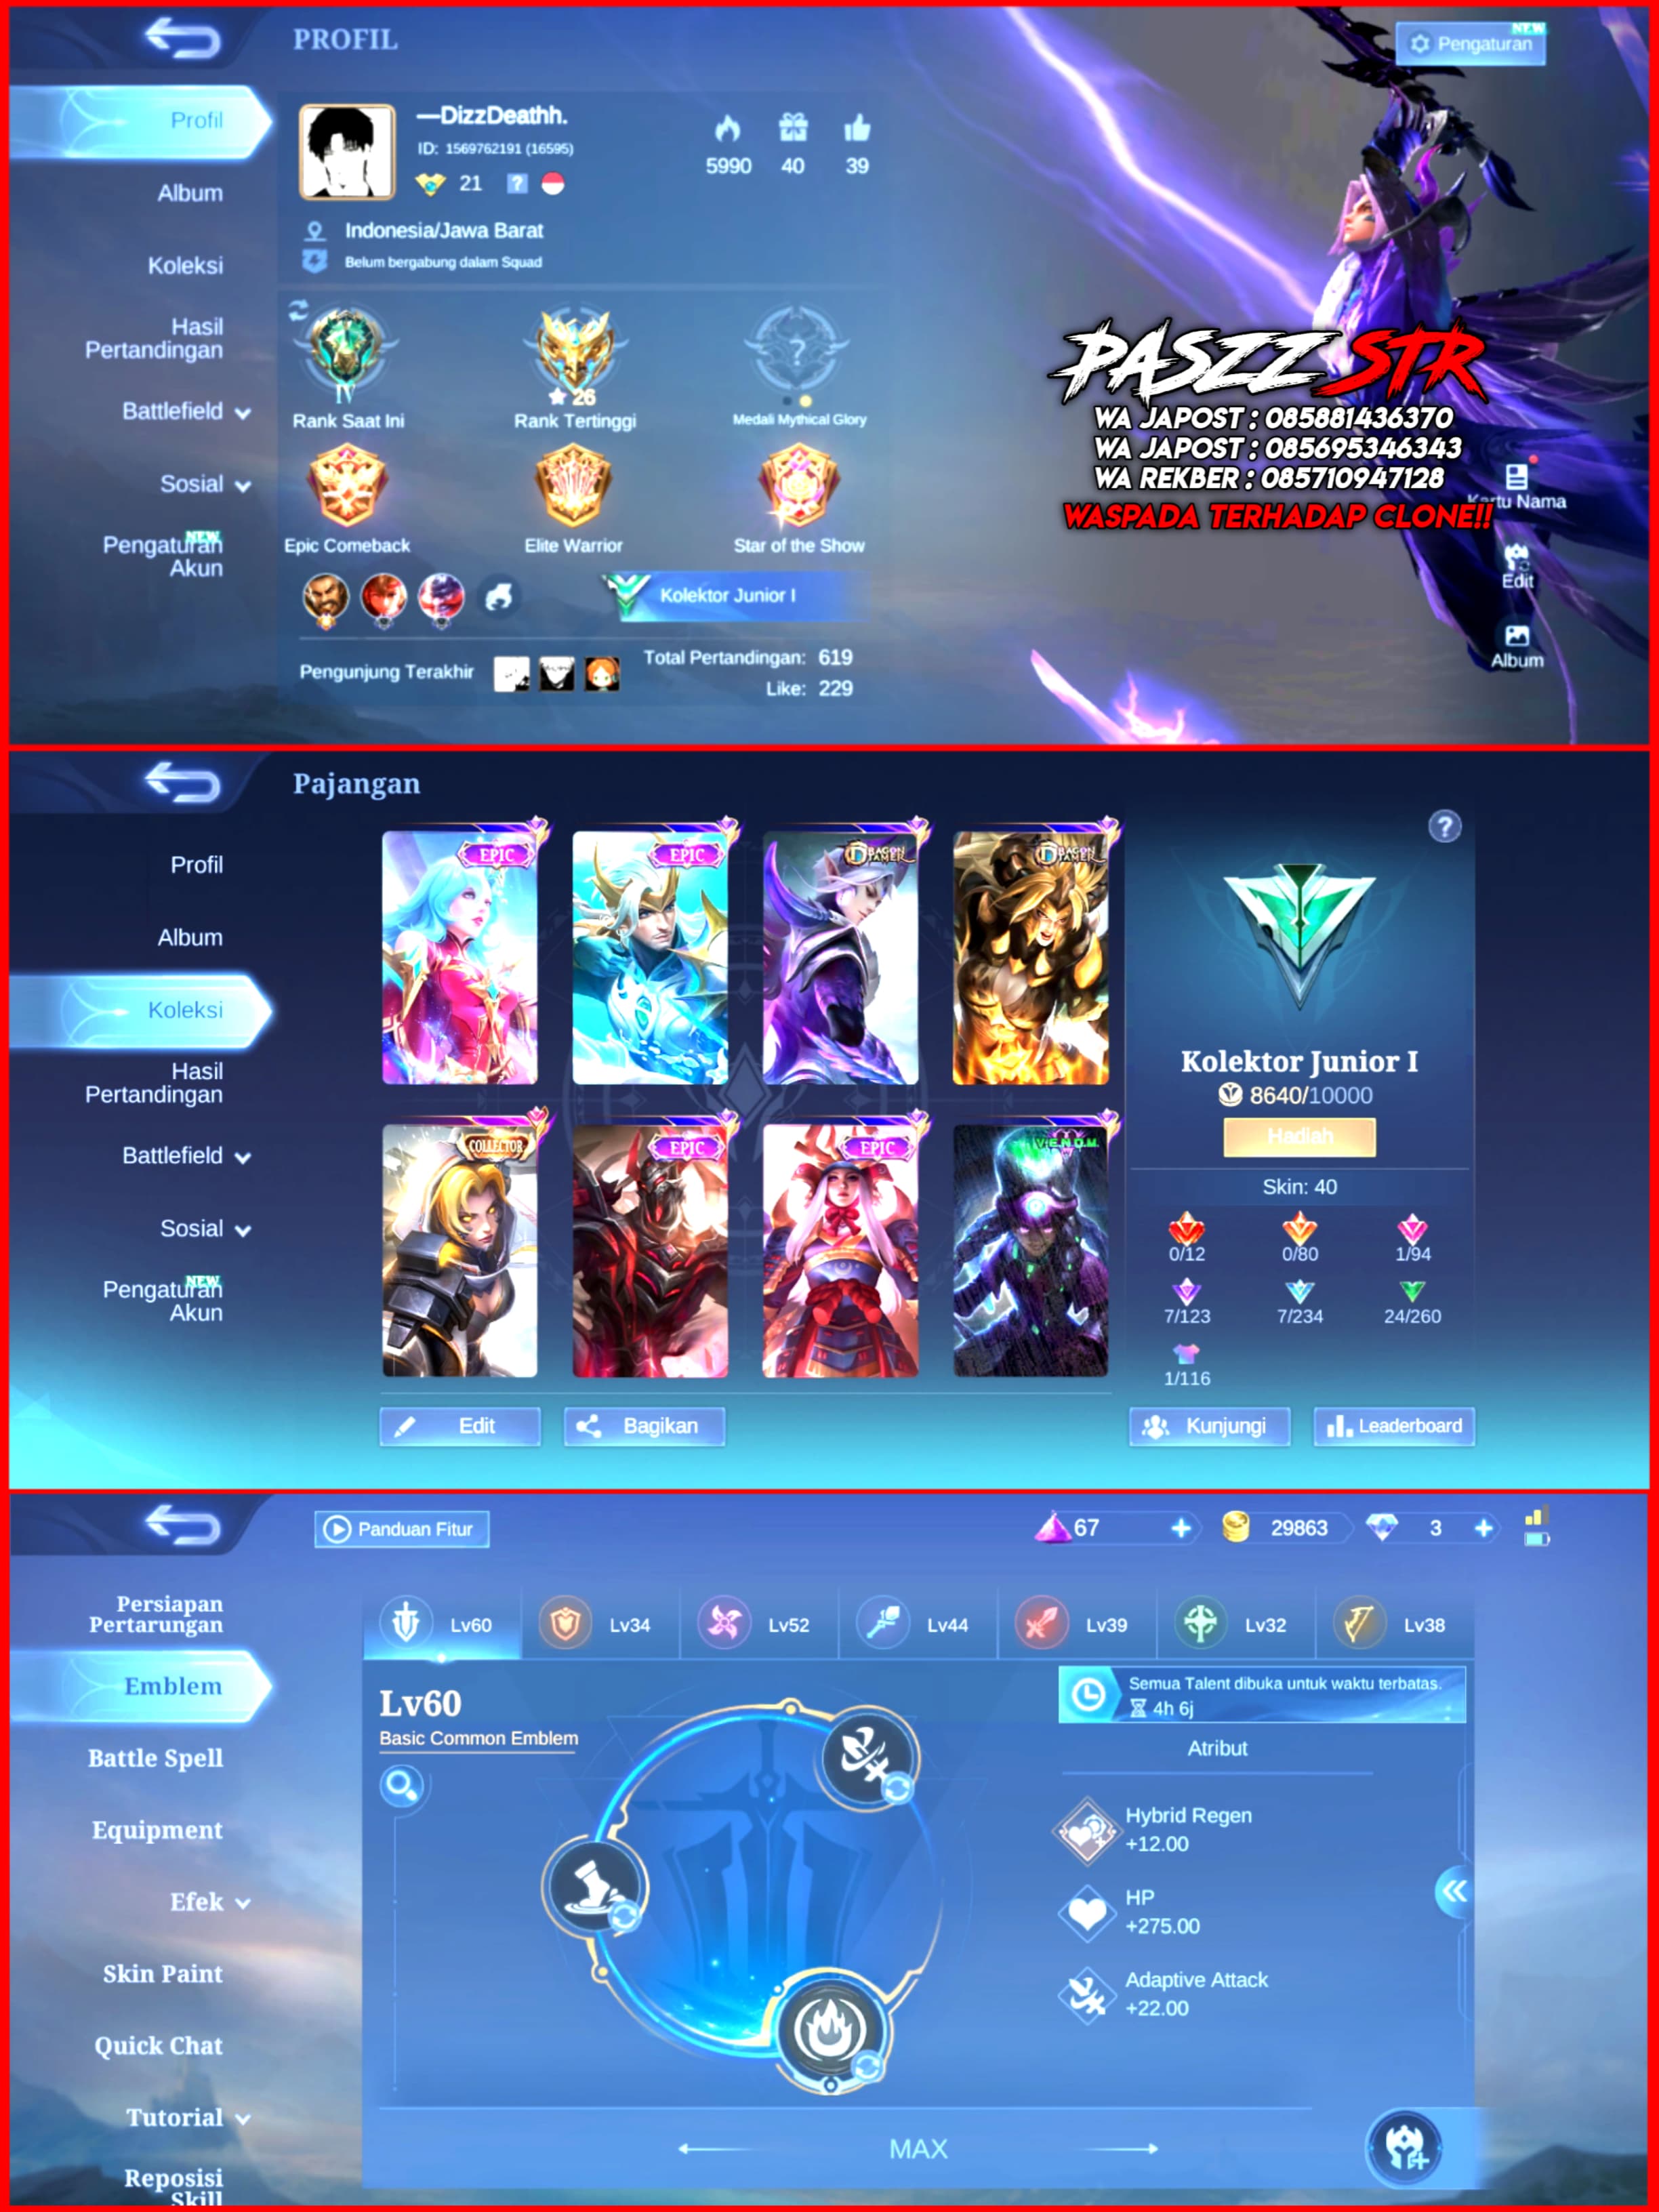 PROFIL
NEW
Pengaturan
Profil
Album
Koleksi
Hasil
Pertandingan
Battlefield
Sosial
NEW
Pengaturan
Akun
—DizzDeathh.
ID: 1569762191 (16595)
21
?
5990
40
39
Indonesia/Jawa Barat
Belum bergabung dalam Squad
IV
Rank Saat Ini
26
Rank Tertinggi
?
Medali Mythical Glory
Epic Comeback
Elite Warrior
Star of the Show
Kolektor Junior I
Pengunjung Terakhir
Total Pertandingan: 619
Like: 229
PASZZ STR
WA JAPOST : 085881436370
WA JAPOST : 085695346343
WA REKBER : 085710947128
WASPADA TERHADAP CLONE!!
Kartu Nama
Edit
Album
Pajangan
Profil
Album
Koleksi
Hasil
Pertandingan
Battlefield
Sosial
NEW
Pengaturan
Akun
EPIC
EPIC
DRAGON TAMER
DRAGON TAMER
COLLECTOR
EPIC
EPIC
V.E.N.O.M.
?
Kolektor Junior I
8640/10000
Hadiah
Skin: 40
0/12
0/80
1/94
7/123
7/234
24/260
1/116
Edit
Bagikan
Kunjungi
Leaderboard
Panduan Fitur
67
29863
3
Persiapan
Pertarungan
Emblem
Battle Spell
Equipment
Efek
Skin Paint
Quick Chat
Tutorial
Reposisi
Skill
Lv60
Lv34
Lv52
Lv44
Lv39
Lv32
Lv38
Lv60
Basic Common Emblem
Semua Talent dibuka untuk waktu terbatas.
4h 6j
Atribut
Hybrid Regen
+12.00
HP
+275.00
Adaptive Attack
+22.00
MAX